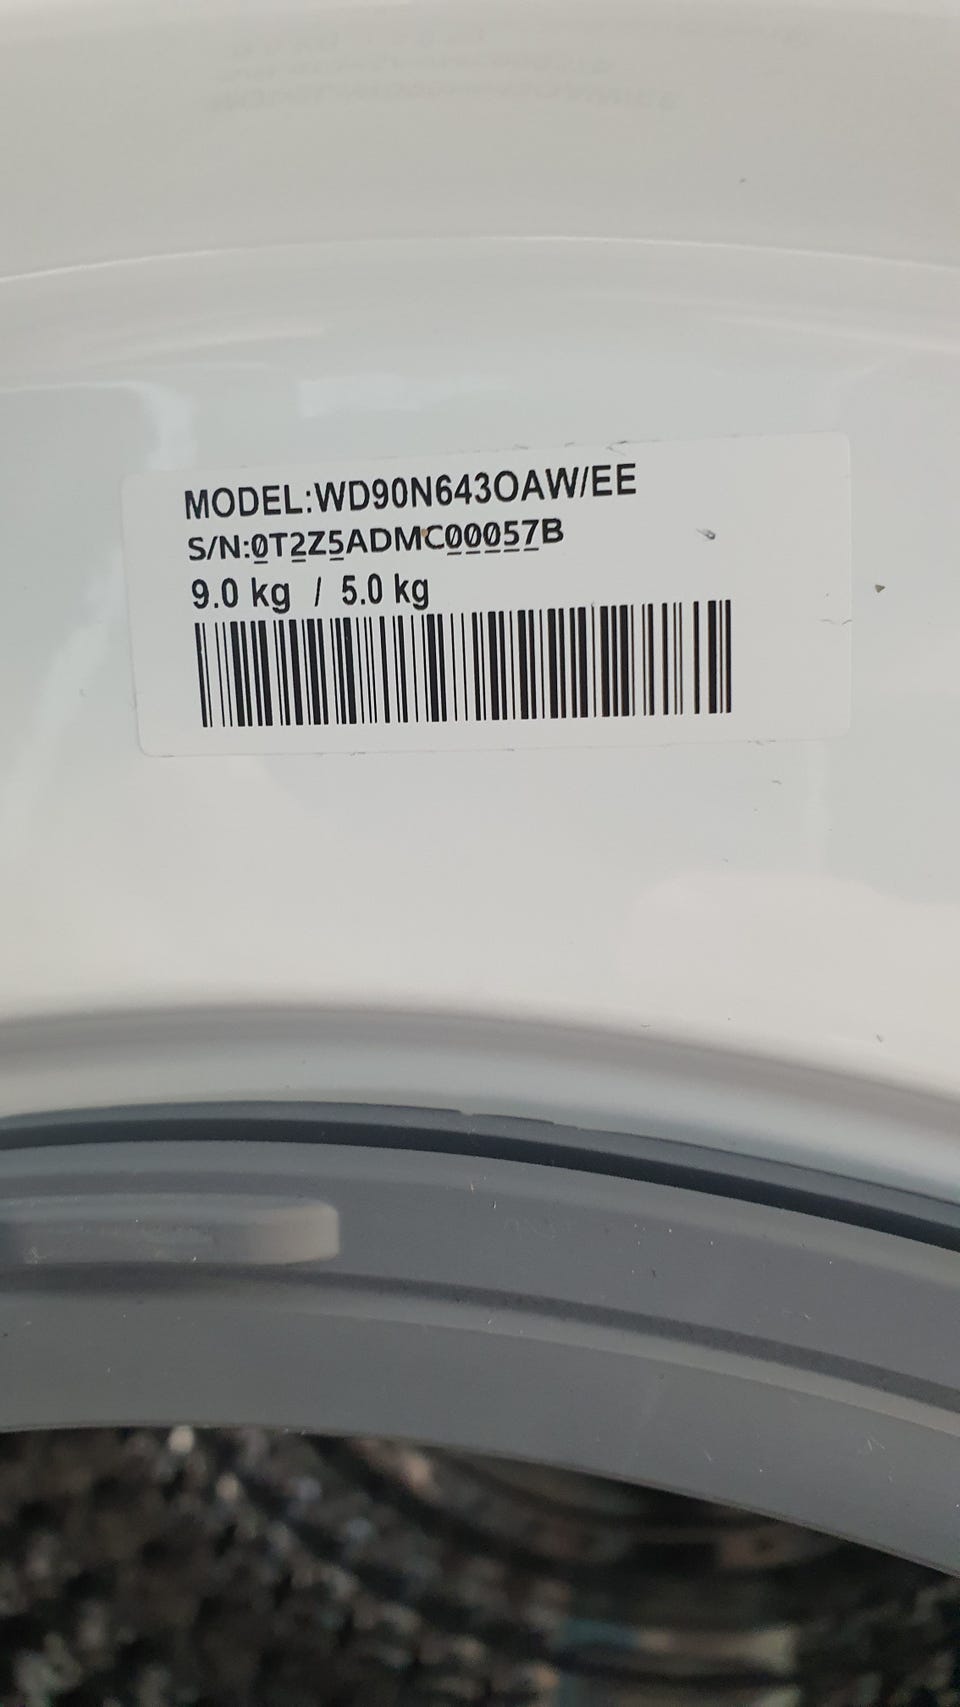 MODEL:WD90N643OAW/EE
S/N:0T2Z5ADMC00057B
9.0 kg / 5.0 kg